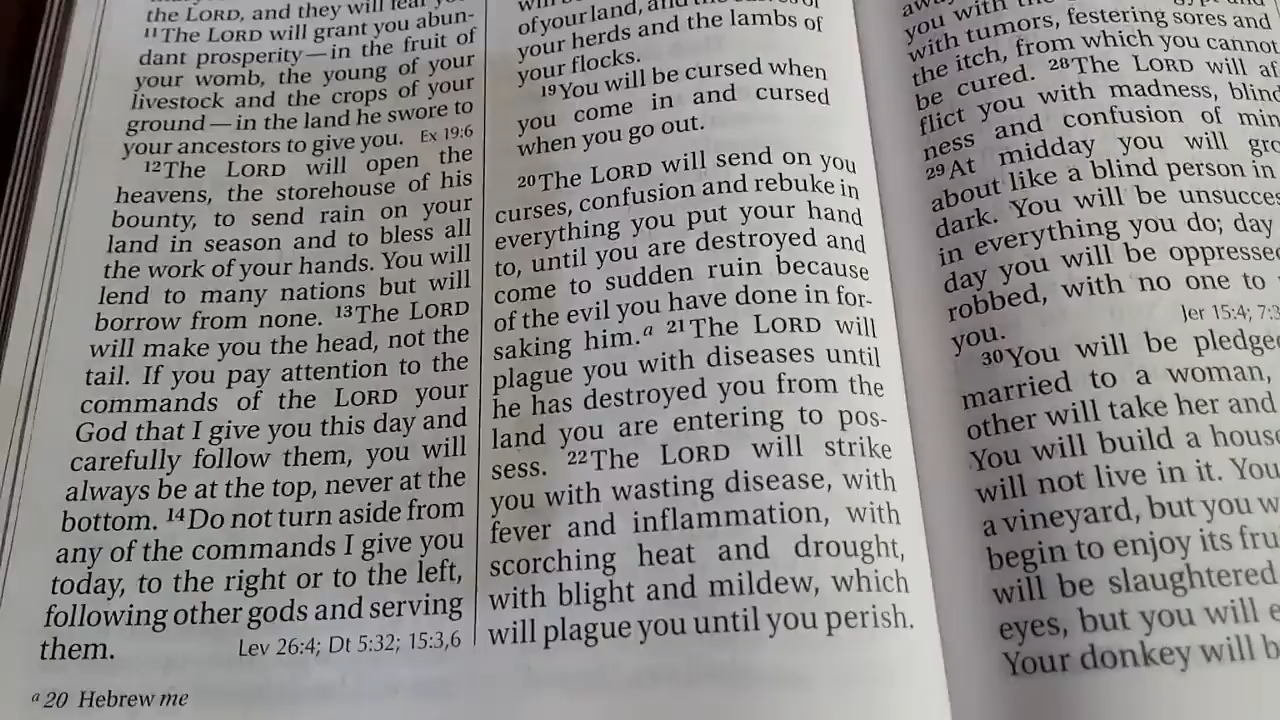 the LORD, and they will fear
11The LORD will grant you abun-
dant prosperity—in the fruit of
your womb, the young of your
livestock and the crops of your
ground—in the land he swore to
your ancestors to give you. Ex 19:6
12The LORD will open the
heavens, the storehouse of his
bounty, to send rain on your
land in season and to bless all
the work of your hands. You will
lend to many nations but will
borrow from none. 13The LORD
will make you the head, not the
tail. If you pay attention to the
commands of the LORD your
God that I give you this day and
carefully follow them, you will
always be at the top, never at the
bottom. 14Do not turn aside from
any of the commands I give you
today, to the right or to the left,
following other gods and serving
them. Lev 26:4; Dt 5:32; 15:3,6
a 20 Hebrew me
of your land, and the
your herds and the lambs of
your flocks.
19You will be cursed when
you come in and cursed
when you go out.
20The LORD will send on you
curses, confusion and rebuke in
everything you put your hand
to, until you are destroyed and
come to sudden ruin because
of the evil you have done in for-
saking him.a 21The LORD will
plague you with diseases until
he has destroyed you from the
land you are entering to pos-
sess. 22The LORD will strike
you with wasting disease, with
fever and inflammation, with
scorching heat and drought,
with blight and mildew, which
will plague you until you perish.
you with the
with tumors, festering sores and
the itch, from which you cannot
be cured. 28The LORD will af
flict you with madness, blind
ness and confusion of min
29At midday you will gro
about like a blind person in
dark. You will be unsucces
in everything you do; day
day you will be oppresse
robbed, with no one to
you. Jer 15:4; 7:3
30You will be pledge
married to a woman,
other will take her and
You will build a hous
will not live in it. You
a vineyard, but you w
begin to enjoy its fru
will be slaughtered
eyes, but you will e
Your donkey will b